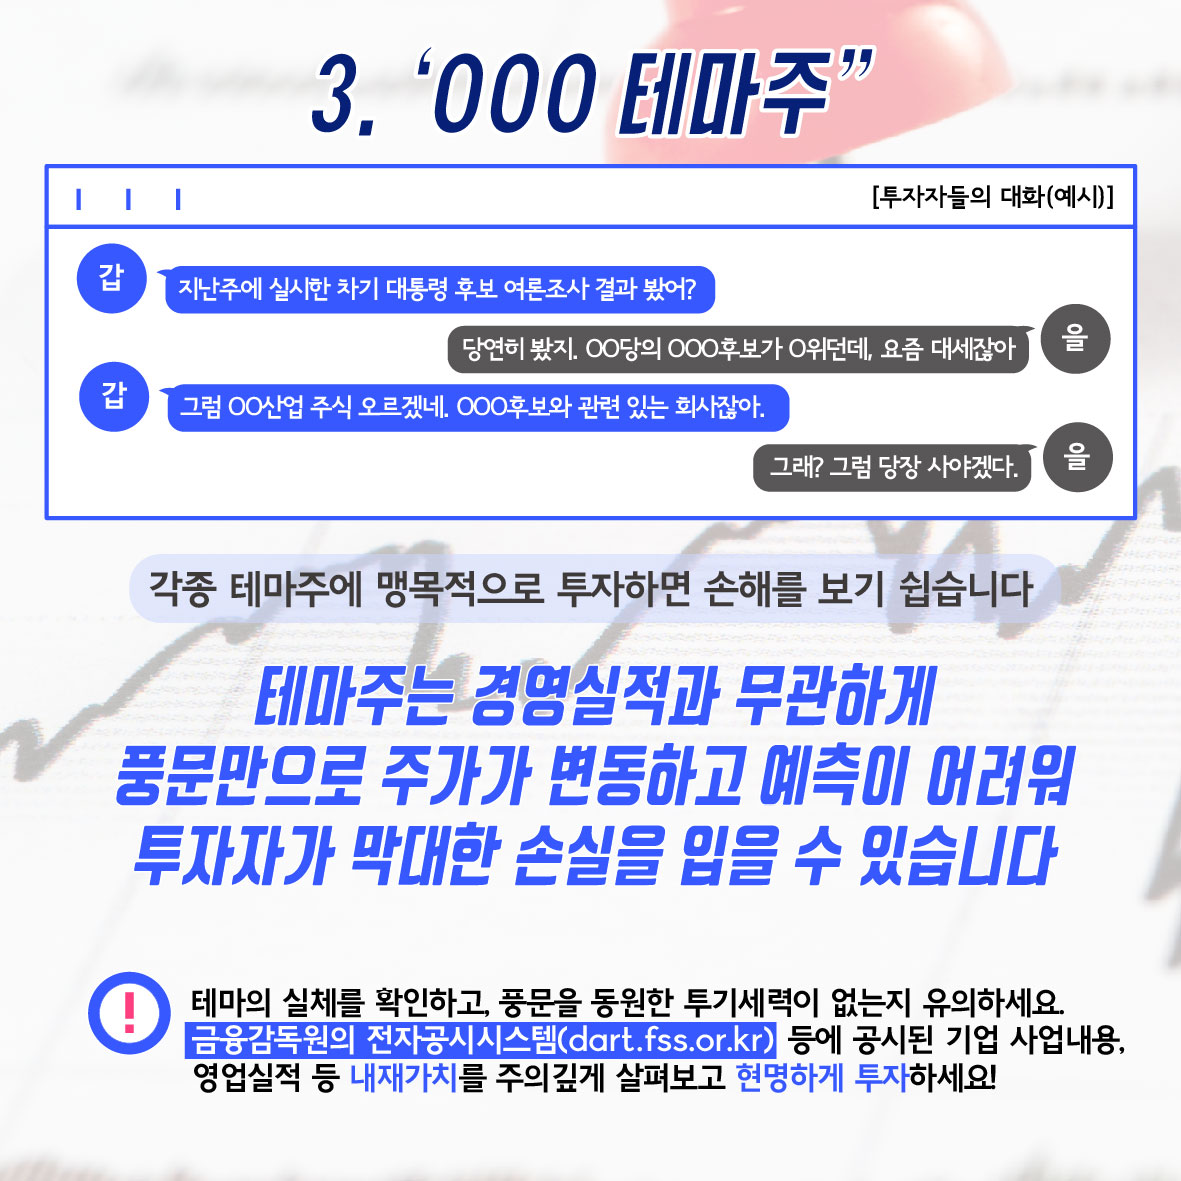 3. ‘OOO 테마주”
[투자자들의 대화(예시)]
갑
지난주에 실시한 차기 대통령 후보 여론조사 결과 봤어?
당연히 봤지. OO당의 OOO후보가 O위던데, 요즘 대세잖아
을
갑
그럼 OO산업 주식 오르겠네. OOO후보와 관련 있는 회사잖아.
그래? 그럼 당장 사야겠다.
을
각종 테마주에 맹목적으로 투자하면 손해를 보기 쉽습니다
테마주는 경영실적과 무관하게
풍문만으로 주가가 변동하고 예측이 어려워
투자자가 막대한 손실을 입을 수 있습니다
!
테마의 실체를 확인하고, 풍문을 동원한 투기세력이 없는지 유의하세요.
금융감독원의 전자공시시스템(dart.fss.or.kr) 등에 공시된 기업 사업내용,
영업실적 등 내재가치를 주의깊게 살펴보고 현명하게 투자하세요!